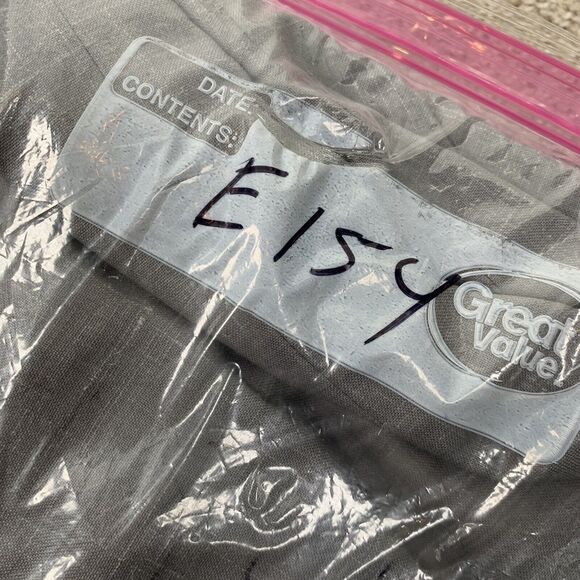 DATE:
CONTENTS:
E154
Great
Value